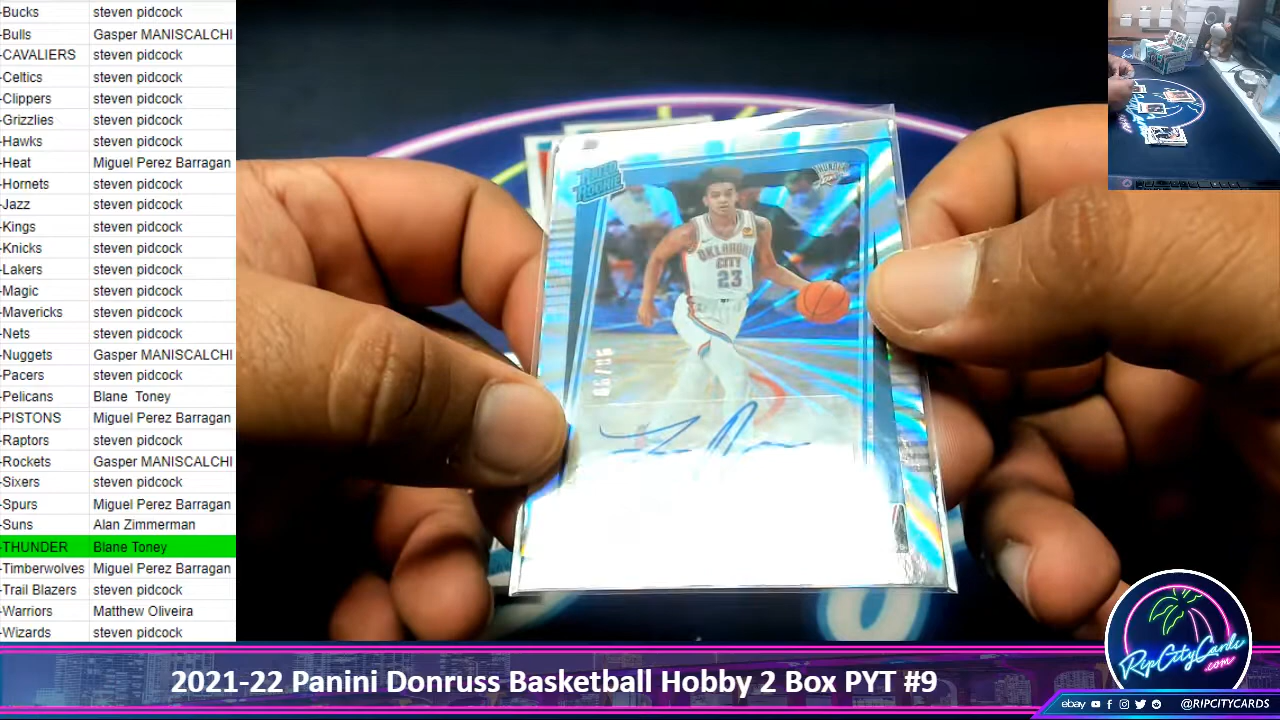 -Bucks steven pidcock
-Bulls Gasper MANISCALCHI
-CAVALIERS steven pidcock
-Celtics steven pidcock
-Clippers steven pidcock
-Grizzlies steven pidcock
-Hawks steven pidcock
-Heat Miguel Perez Barragan
-Hornets steven pidcock
-Jazz steven pidcock
-Kings steven pidcock
-Knicks steven pidcock
-Lakers steven pidcock
-Magic steven pidcock
-Mavericks steven pidcock
-Nets steven pidcock
-Nuggets Gasper MANISCALCHI
-Pacers steven pidcock
-Pelicans Blane Toney
-PISTONS Miguel Perez Barragan
-Raptors steven pidcock
-Rockets Gasper MANISCALCHI
-Sixers steven pidcock
-Spurs Miguel Perez Barragan
-Suns Alan Zimmerman
-THUNDER Blane Toney
-Timberwolves Miguel Perez Barragan
-Trail Blazers steven pidcock
-Warriors Matthew Oliveira
-Wizards steven pidcock
RATED
ROOKIE
THUNDER
OKLAHOMA
CITY
23
RipCityCards
.com
2021-22 Panini Donruss Basketball Hobby 2 Box PYT #9
ebay @RIPCITYCARDS